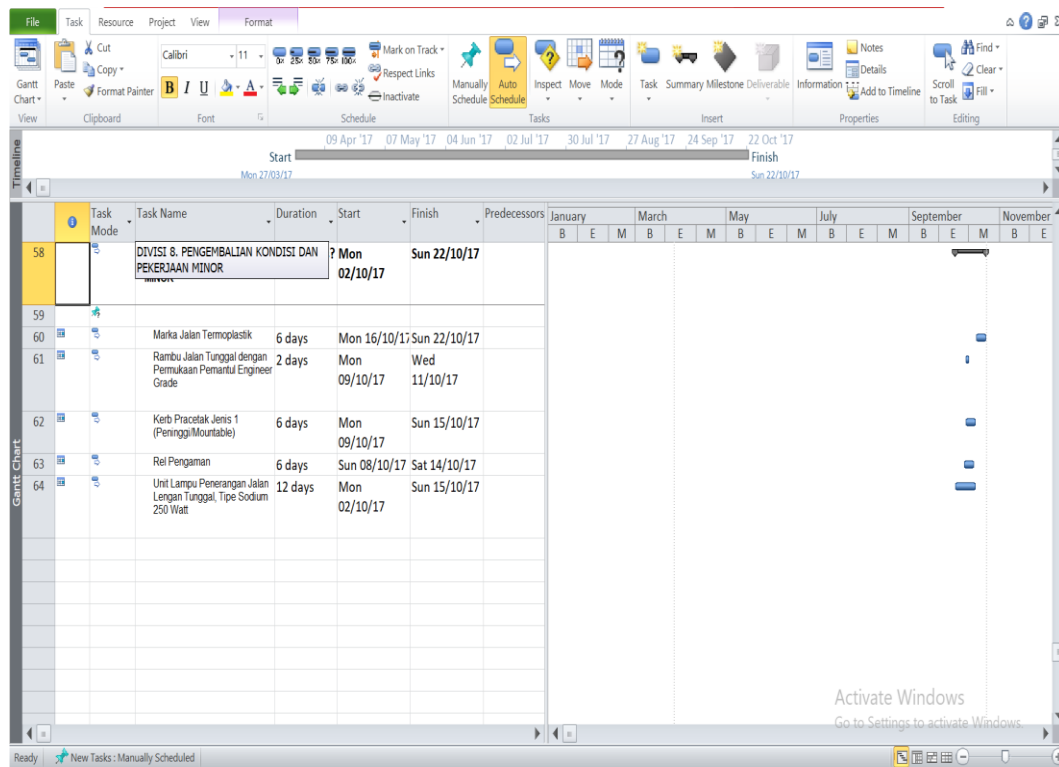 File Task Resource Project View Format
Gantt Chart
View
Paste
Cut
Copy
Format Painter
Clipboard
Calibri 11
B I U A
Font
0% 25% 50% 75% 100%
Mark on Track
Respect Links
Inactivate
Schedule
Manually Schedule
Auto Schedule
Inspect Move Mode
Tasks
Task Summary Milestone Deliverable
Insert
Information
Notes
Details
Add to Timeline
Properties
Scroll to Task
Find
Clear
Fill
Editing
Timeline
09 Apr '17 07 May '17 04 Jun '17 02 Jul '17 30 Jul '17 27 Aug '17 24 Sep '17 22 Oct '17
Start
Finish
Mon 27/03/17
Sun 22/10/17
Gantt Chart
Task Mode Task Name Duration Start Finish Predecessors
January March May July September November
B E M B E M B E M B E M B E M B E
58 DIVISI 8. PENGEMBALIAN KONDISI DAN ? Mon Sun 22/10/17
PEKERJAAN MINOR 02/10/17
MINOR
59
60 Marka Jalan Termoplastik 6 days Mon 16/10/17 Sun 22/10/17
61 Rambu Jalan Tunggal dengan 2 days Mon Wed
Permukaan Pemantul Engineer 09/10/17 11/10/17
Grade
62 Kerb Pracetak Jenis 1 6 days Mon Sun 15/10/17
(Peninggi/Mountable) 09/10/17
63 Rel Pengaman 6 days Sun 08/10/17 Sat 14/10/17
64 Unit Lampu Penerangan Jalan 12 days Mon Sun 15/10/17
Lengan Tunggal, Tipe Sodium 02/10/17
250 Watt
Activate Windows
Go to Settings to activate Windows.
Ready New Tasks : Manually Scheduled